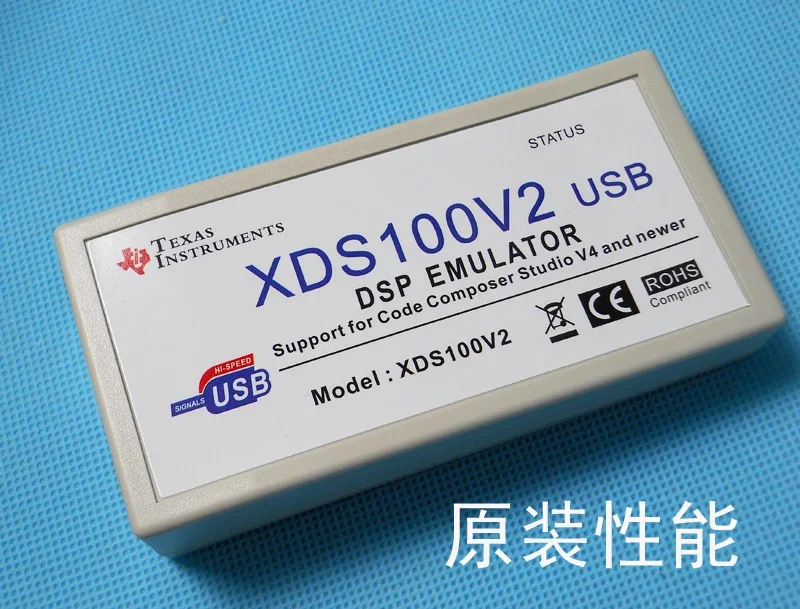 STATUS
TEXAS
INSTRUMENTS
XDS100V2 USB
DSP EMULATOR
Support for Code Composer Studio V4 and newer
HI-SPEED
USB
SIGNALS
Model : XDS100V2
CE
ROHS
Compliant
原装性能